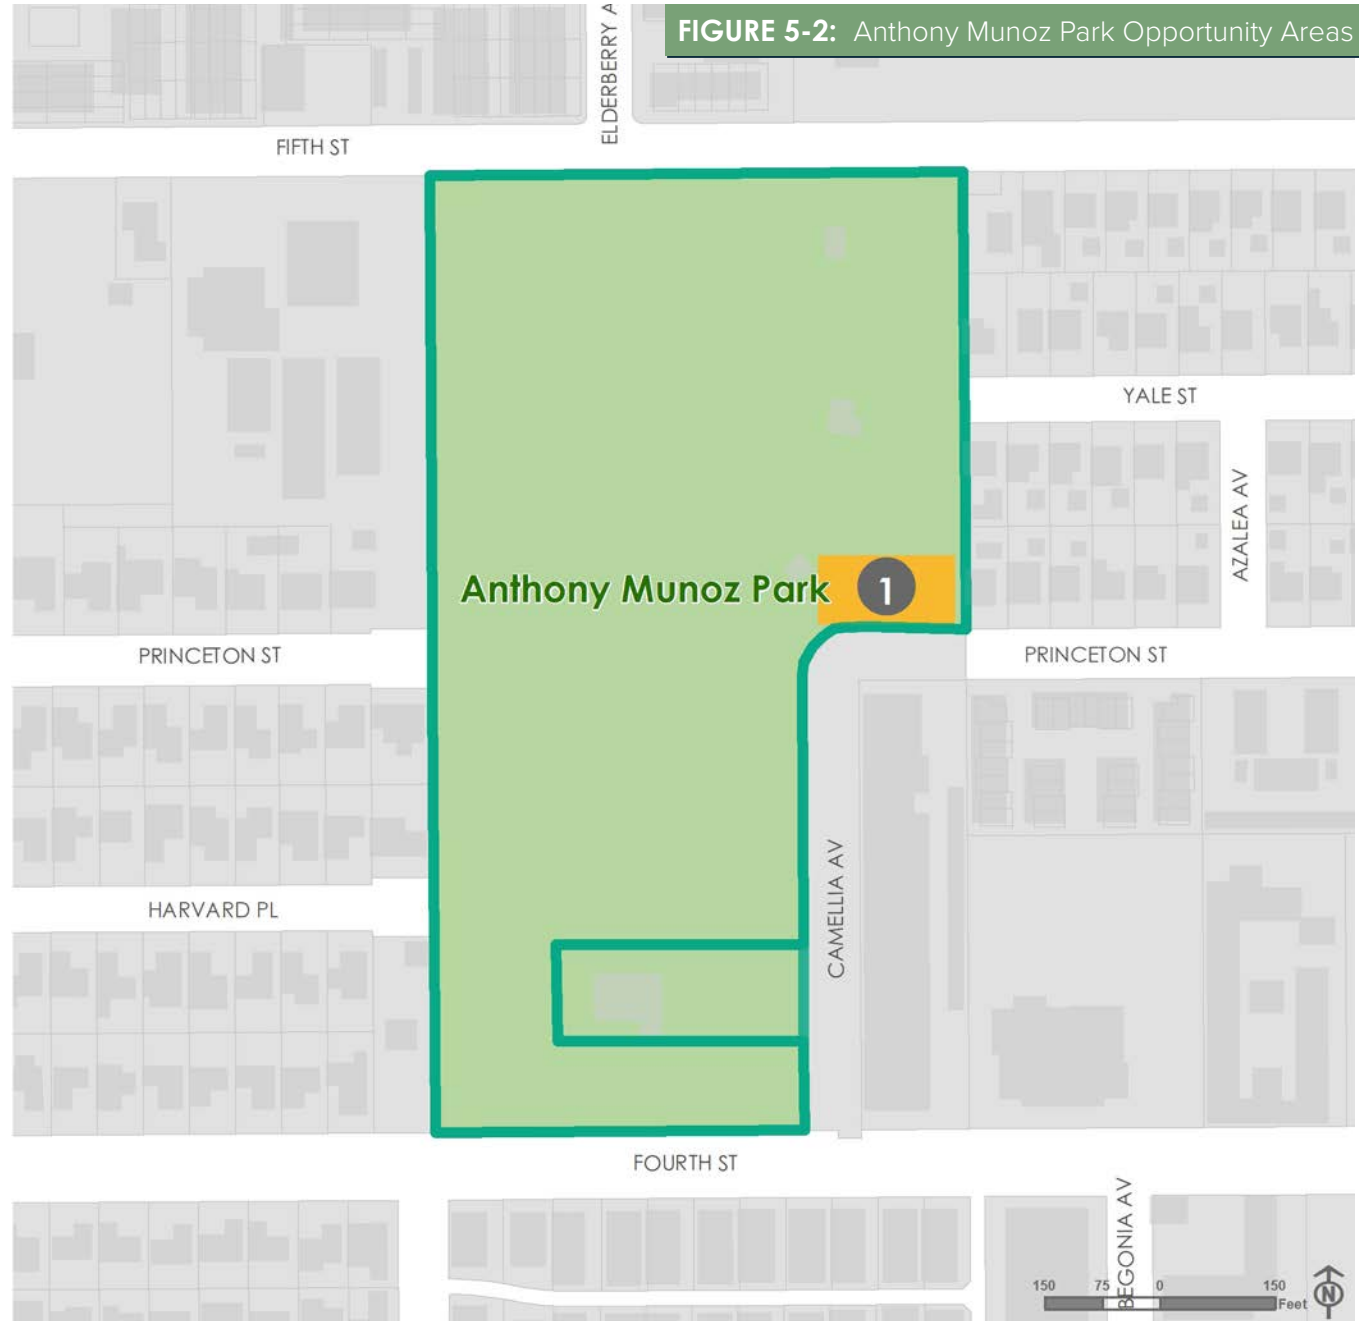 FIGURE 5-2: Anthony Munoz Park Opportunity Areas
ELDERBERRY A
FIFTH ST
YALE ST
AZALEA AV
Anthony Munoz Park
1
PRINCETON ST
PRINCETON ST
CAMELLIA AV
HARVARD PL
FOURTH ST
BEGONIA AV
150 75 0 150
Feet
N